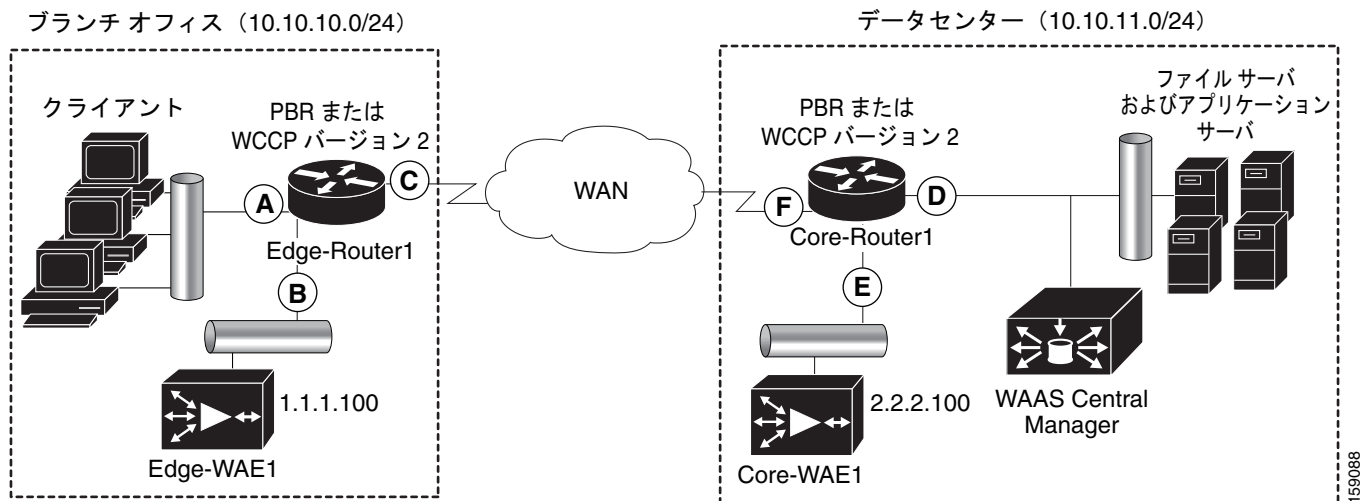 ブランチ オフィス（10.10.10.0/24）
データセンター（10.10.11.0/24）
クライアント
PBR または
WCCP バージョン 2
A
C
Edge-Router1
B
1.1.1.100
Edge-WAE1
WAN
PBR または
WCCP バージョン 2
F
D
Core-Router1
E
2.2.2.100
Core-WAE1
ファイル サーバ
およびアプリケーション
サーバ
WAAS Central
Manager
159088